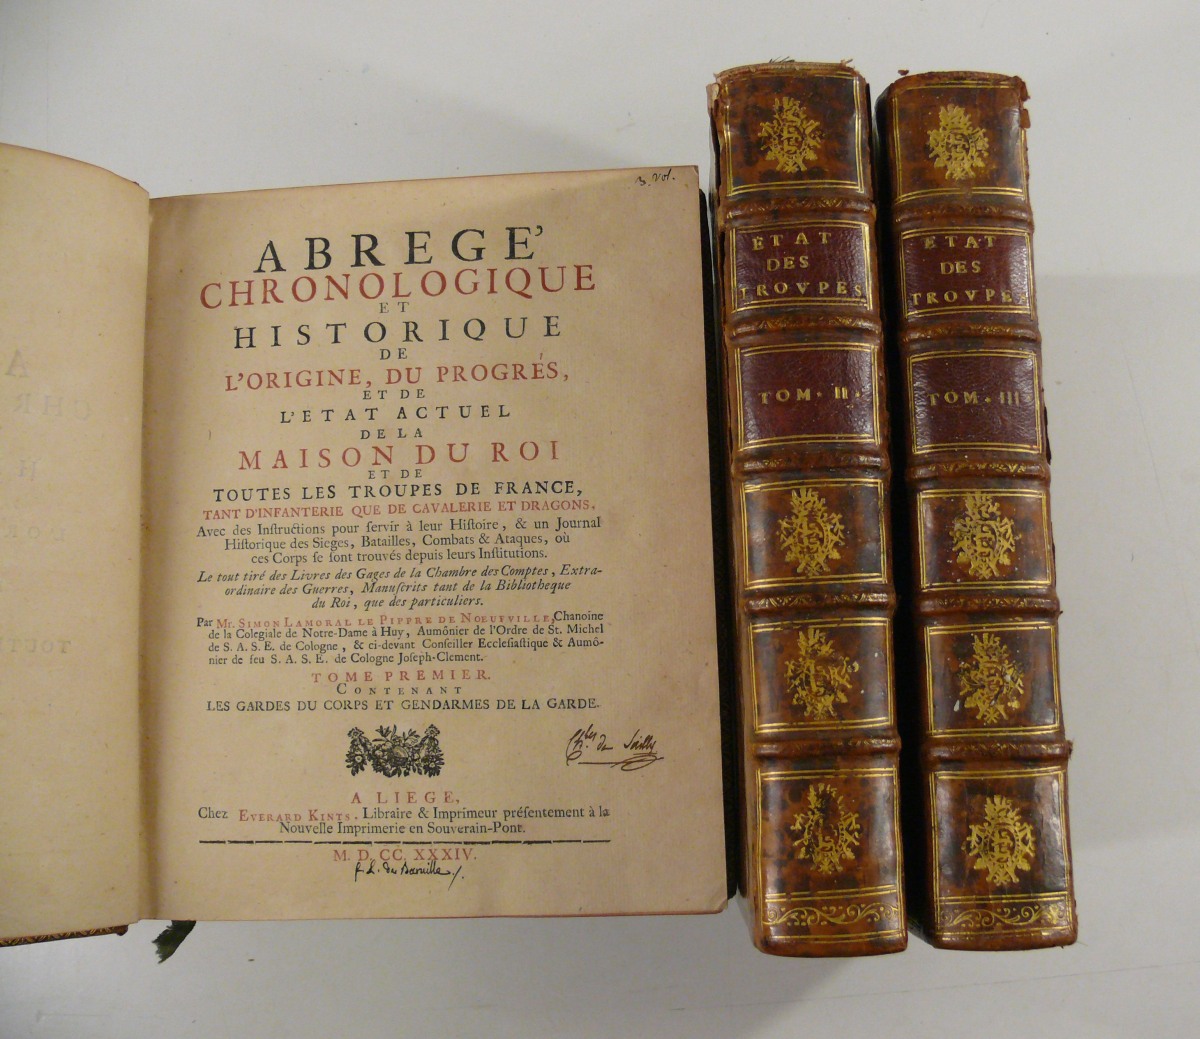 3. Vol.
ABREGE'
CHRONOLOGIQUE
ET
HISTORIQUE
DE
L'ORIGINE, DU PROGRÉS,
ET DE
L'ETAT ACTUEL
DE LA
MAISON DU ROI
ET DE
TOUTES LES TROUPES DE FRANCE,
TANT D'INFANTERIE QUE DE CAVALERIE ET DRAGONS.
Avec des Inſtructions pour ſervir à leur Hiſtoire, & un Journal
Hiſtorique des Sieges, Batailles, Combats & Ataques, où
ces Corps ſe ſont trouvés depuis leurs Inſtitutions.
Le tout tiré des Livres des Gages de la Chambre des Comptes, Extra-
ordinaire des Guerres, Manuſcrits tant de la Bibliotheque
du Roi, que des particuliers.
Par Mr. SIMON LAMORAL LE PIPPRE DE NOEUFVILLE, Chanoine
de la Colegiale de Notre-Dame à Huy, Aumônier de l'Ordre de St. Michel
de S. A. S. E. de Cologne, & ci-devant Conſeiller Eccleſiaſtique & Aumô-
nier de feu S. A. S. E. de Cologne Joſeph-Clement.
TOME PREMIER.
CONTENANT
LES GARDES DU CORPS ET GENDARMES DE LA GARDE.
Ch.les de
A LIEGE,
Chez EVERARD KINTS, Libraire & Imprimeur préſentement à la
Nouvelle Imprimerie en Souverain-Pont.
M. D. CC. XXXIV.
ETAT
DES
TROVPES
TOM. II.
ETAT
DES
TROVPE
TOM. III